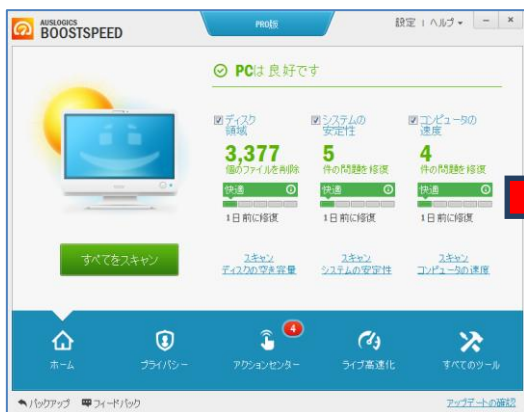 AUSLOGICS
BOOSTSPEED
PRO版
設定 | ヘルプ
PCは 良好です
ディスク
領域
3,377
個のファイルを削除
快適
1日前に修復
システムの
安定性
5
件の問題を修復
快適
1日前に修復
コンピュータの
速度
4
件の問題を修復
快適
1日前に修復
すべてをスキャン
スキャン
ディスクの空き容量
スキャン
システムの安定性
スキャン
コンピュータの速度
ホーム
プライバシー
4
アクションセンター
ライブ高速化
すべてのツール
バックアップ フィードバック
アップデートの確認